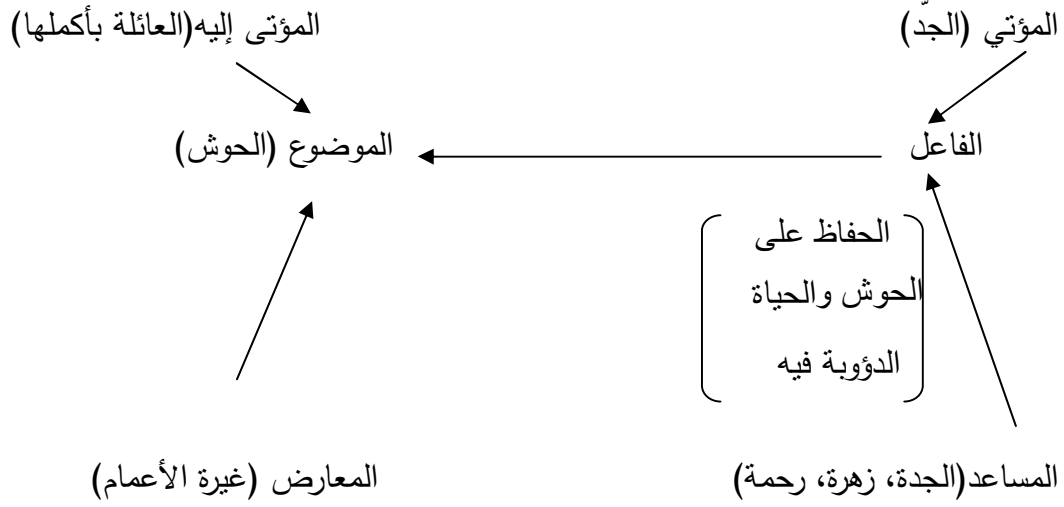 المؤتي (الجدّ)
المؤتى إليه(العائلة بأكملها)
الفاعل
الموضوع (الحوش)
الحفاظ على
الحوش والحياة
الدؤوبة فيه
المساعد(الجدة، زهرة، رحمة)
المعارض (غيرة الأعمام)